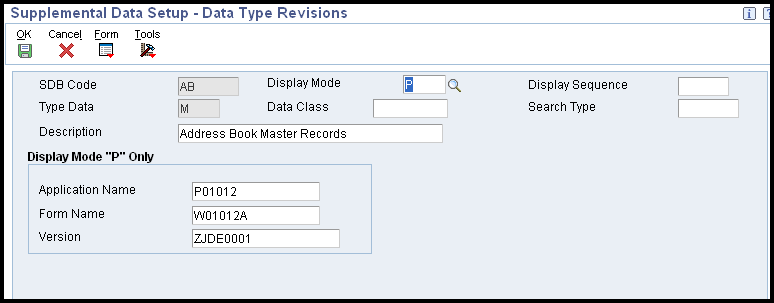 Supplemental Data Setup - Data Type Revisions
OK Cancel Form Tools
SDB Code AB Display Mode P Display Sequence
Type Data M Data Class Search Type
Description Address Book Master Records
Display Mode "P" Only
Application Name P01012
Form Name W01012A
Version ZJDE0001